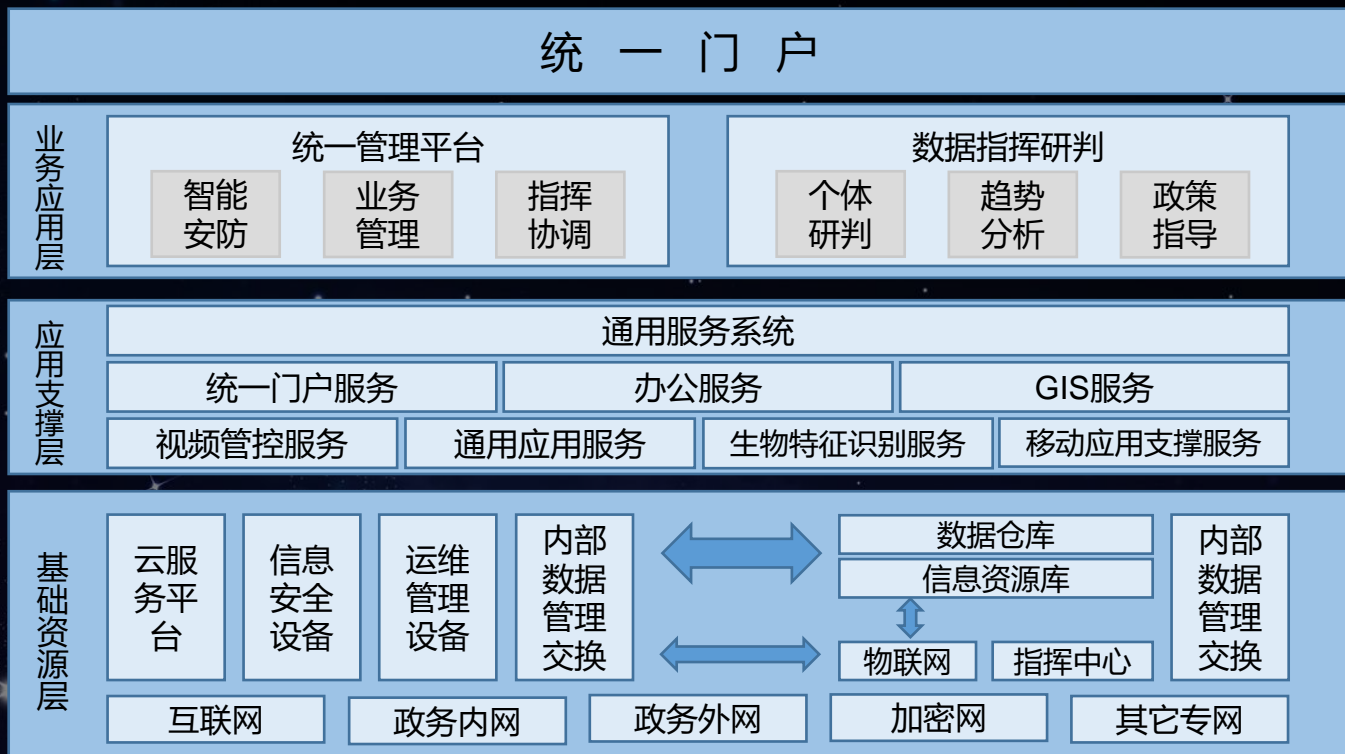 统一门户
业务应用层
统一管理平台
智能
安防
业务
管理
指挥
协调
数据指挥研判
个体
研判
趋势
分析
政策
指导
应用支撑层
通用服务系统
统一门户服务
办公服务
GIS服务
视频管控服务
通用应用服务
生物特征识别服务
移动应用支撑服务
基础资源层
云服
务平
台
信息
安全
设备
运维
管理
设备
内部
数据
管理
交换
数据仓库
信息资源库
物联网
指挥中心
内部
数据
管理
交换
互联网
政务内网
政务外网
加密网
其它专网